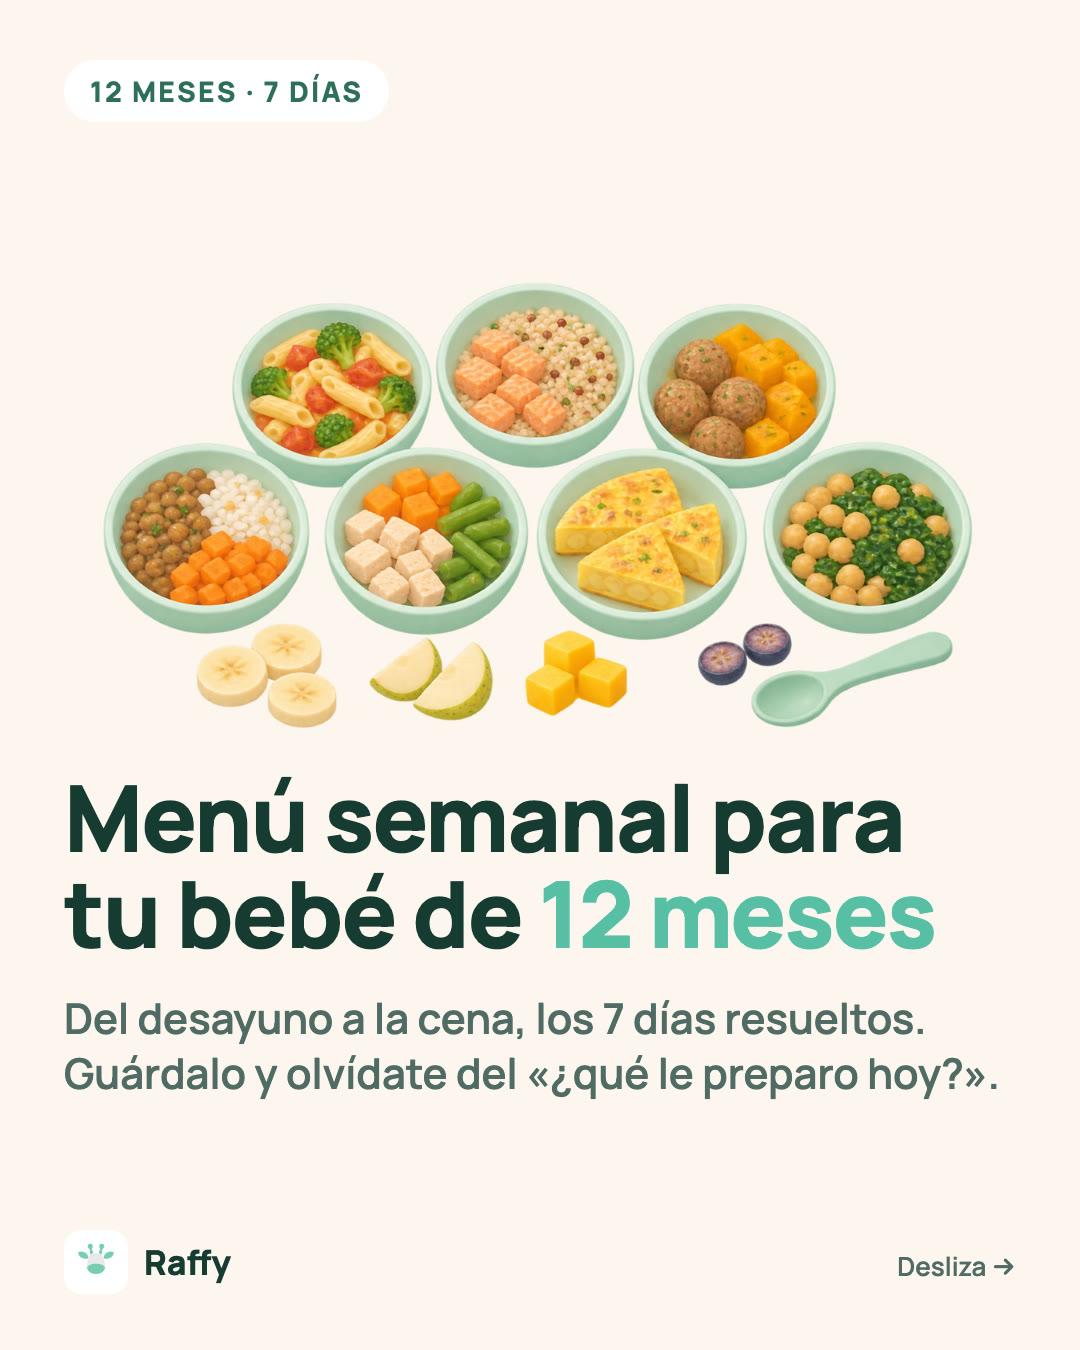 12 MESES · 7 DÍAS
Menú semanal para
tu bebé de 12 meses
Del desayuno a la cena, los 7 días resueltos.
Guárdalo y olvídate del «¿qué le preparo hoy?».
Raffy
Desliza →